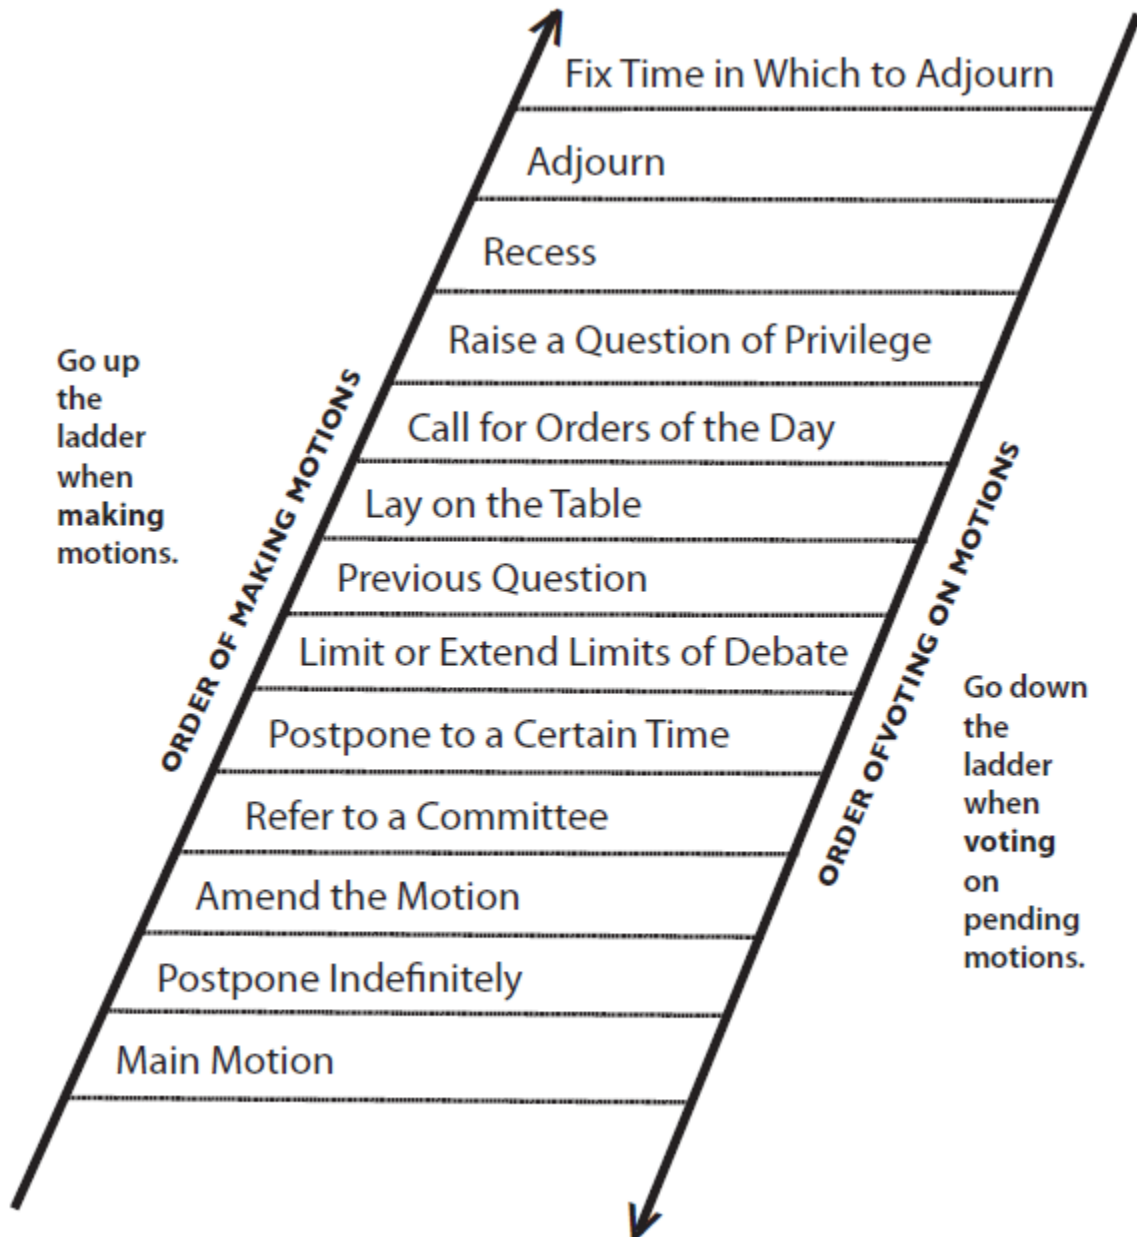 Fix Time in Which to Adjourn
Adjourn
Recess
Raise a Question of Privilege
Call for Orders of the Day
Lay on the Table
Previous Question
Limit or Extend Limits of Debate
Postpone to a Certain Time
Refer to a Committee
Amend the Motion
Postpone Indefinitely
Main Motion
Go up
the
ladder
when
making
motions.
ORDER OF MAKING MOTIONS
ORDER OFVOTING ON MOTIONS
Go down
the
ladder
when
voting
on
pending
motions.